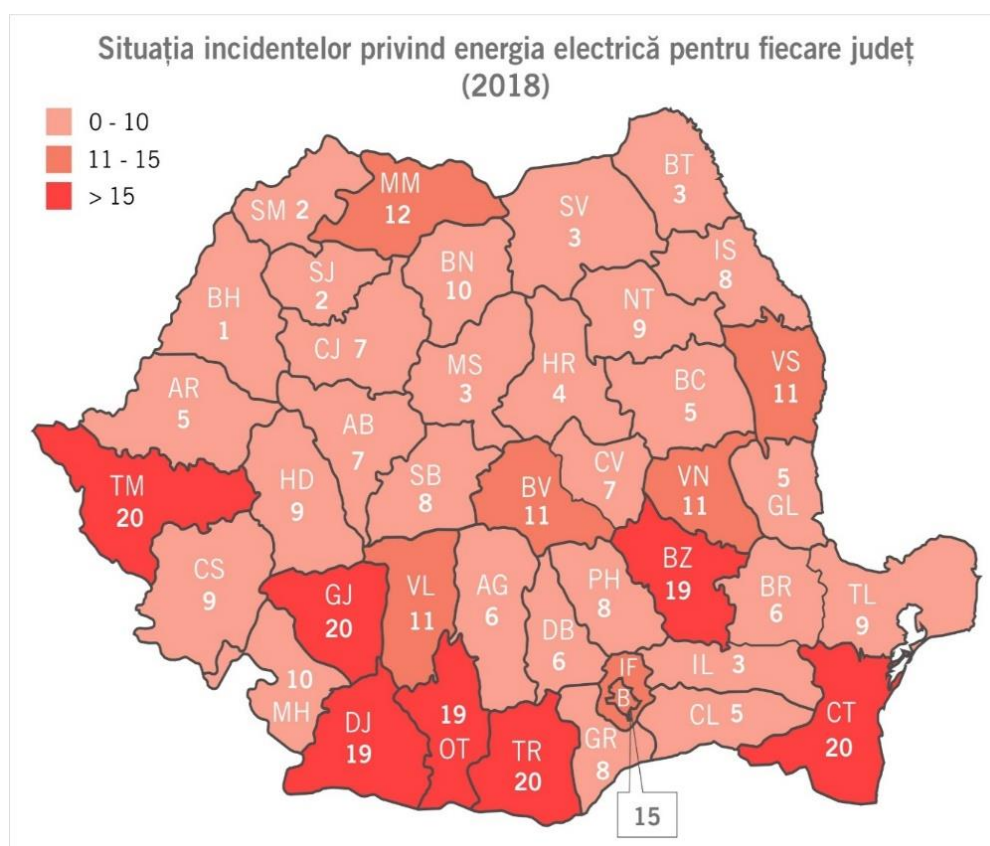 Situația incidentelor privind energia electrică pentru fiecare județ
(2018)
0 - 10
11 - 15
> 15
BT
3
MM
12
SM 2
SV
3
IS
8
SJ
2
BN
10
BH
1
NT
9
CJ 7
MS
3
HR
4
VS
11
BC
5
AR
5
AB
7
CV
7
SB
8
VN
11
5
GL
TM
20
HD
9
BV
11
BZ
19
CS
9
GJ
20
VL
11
AG
6
PH
8
BR
6
TL
9
DB
6
IF
IL 3
10
MH
B
19
OT
CL 5
DJ
19
CT
20
TR
20
GR
8
15